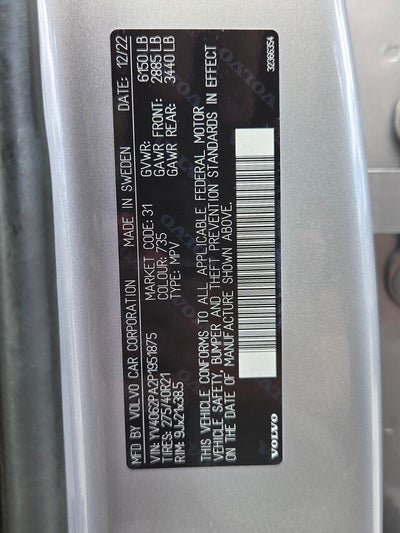 MFD BY VOLVO CAR CORPORATION MADE IN SWEDEN DATE: 12/22
VIN: YV4062PA2P1951875 GVWR: 6150 LB
TIRES: 275/40R21 MARKET CODE: 31 GAWR FRONT: 2885 LB
RIM: 9Jx21x38.5 COLOUR: 735 GAWR REAR: 3440 LB
TYPE: MPV
THIS VEHICLE CONFORMS TO ALL APPLICABLE FEDERAL MOTOR
VEHICLE SAFETY, BUMPER AND THEFT PREVENTION STANDARDS IN EFFECT
ON THE DATE OF MANUFACTURE SHOWN ABOVE.
VOLVO
32366354